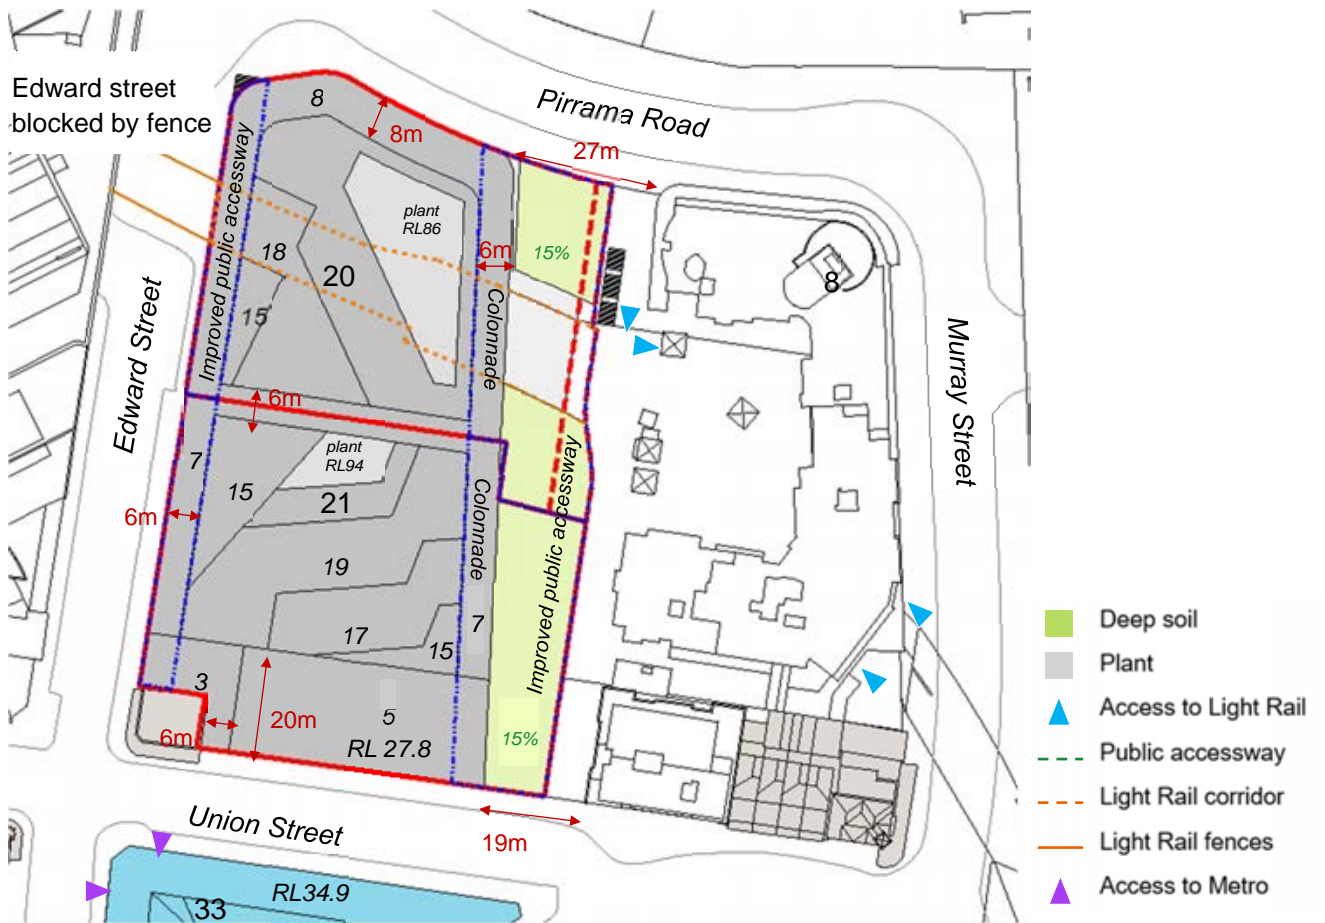 Edward street
blocked by fence
Pirrama Road
8
8m
27m
Improved public accessway
plant
RL86
6m
15%
18
20
15
Colonnade
8
Edward Street
Murray Street
6m
plant
RL94
7
15
21
6m
Colonnade
Improved public accessway
19
17
15
7
3
20m
5
6m
RL 27.8
15%
Union Street
19m
RL34.9
33
Deep soil
Plant
Access to Light Rail
Public accessway
Light Rail corridor
Light Rail fences
Access to Metro